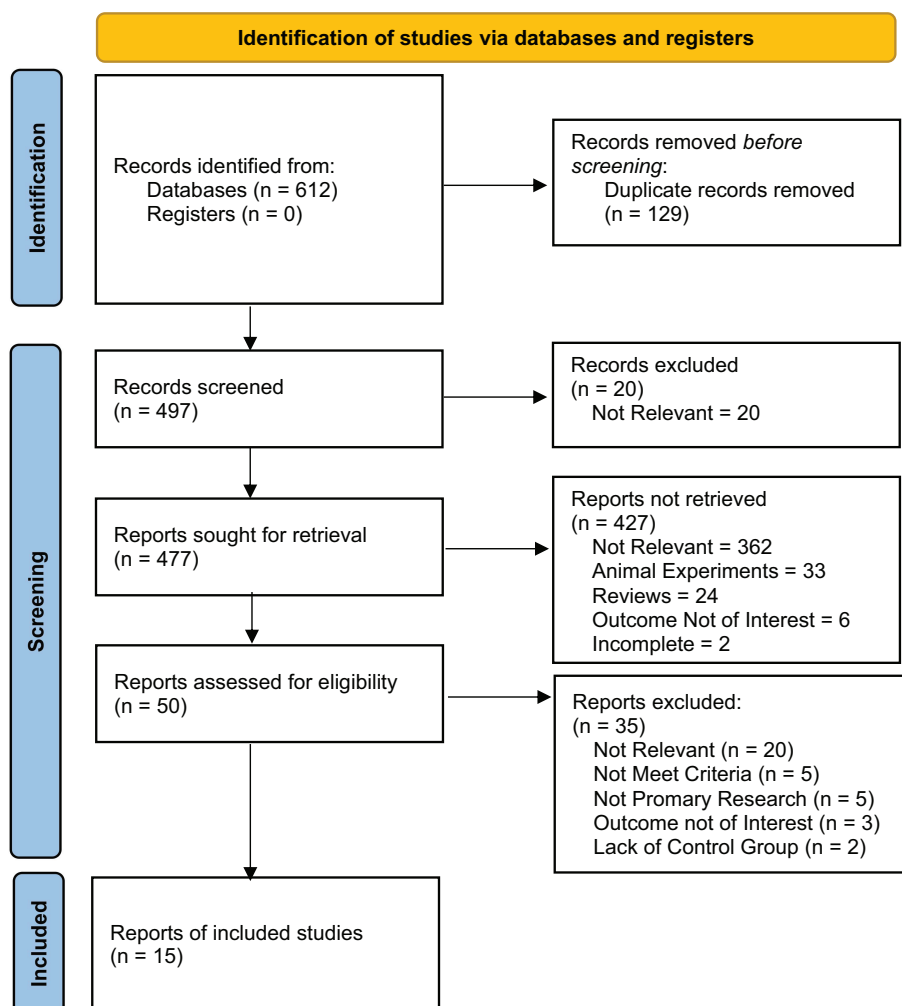 Identification of studies via databases and registers
Identification
Records identified from:
Databases (n = 612)
Registers (n = 0)
Records removed before
screening:
Duplicate records removed
(n = 129)
Screening
Records screened
(n = 497)
Records excluded
(n = 20)
Not Relevant = 20
Reports sought for retrieval
(n = 477)
Reports not retrieved
(n = 427)
Not Relevant = 362
Animal Experiments = 33
Reviews = 24
Outcome Not of Interest = 6
Incomplete = 2
Reports assessed for eligibility
(n = 50)
Reports excluded:
(n = 35)
Not Relevant (n = 20)
Not Meet Criteria (n = 5)
Not Promary Research (n = 5)
Outcome not of Interest (n = 3)
Lack of Control Group (n = 2)
Included
Reports of included studies
(n = 15)